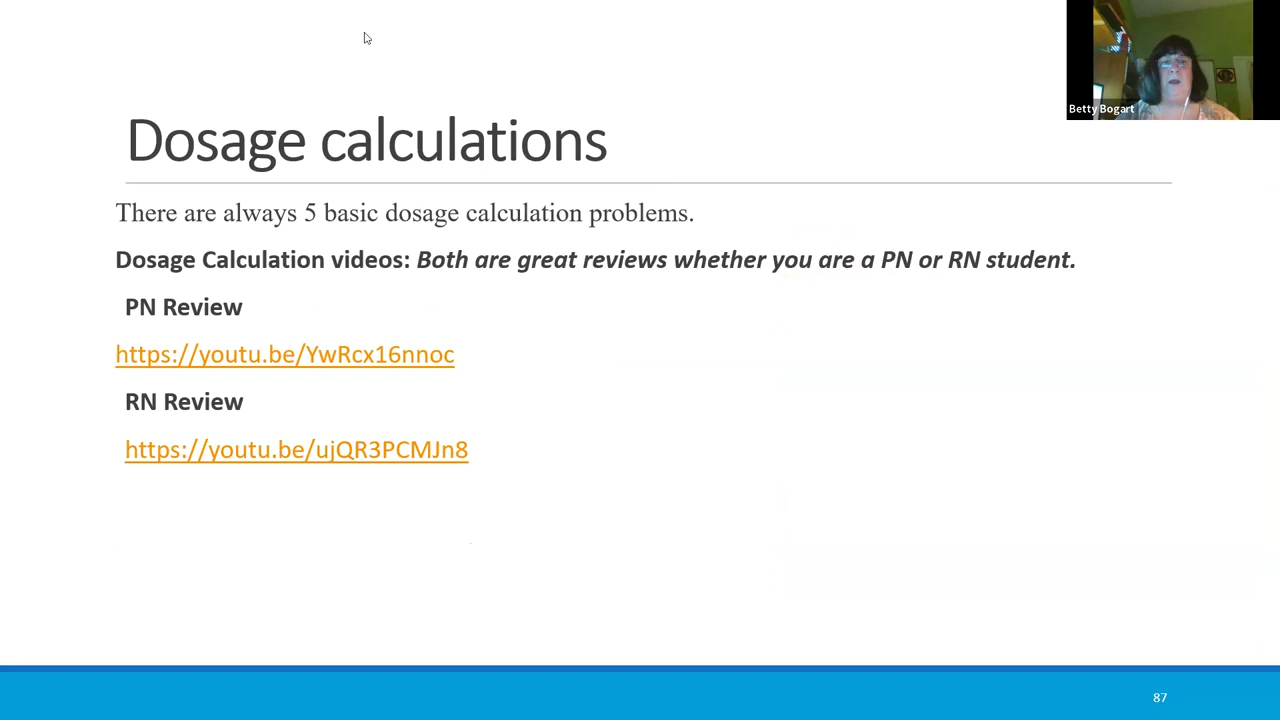 Betty Bogart
Dosage calculations
There are always 5 basic dosage calculation problems.
Dosage Calculation videos: Both are great reviews whether you are a PN or RN student.
PN Review
https://youtu.be/YwRcx16nnoc
RN Review
https://youtu.be/ujQR3PCMJn8
87